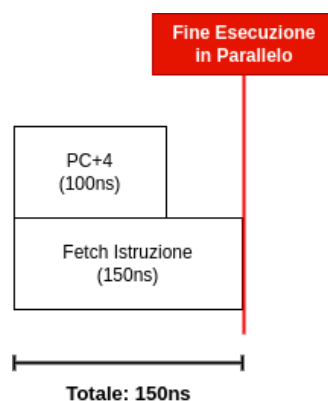 Fine Esecuzione
in Parallelo
PC+4
(100ns)
Fetch Istruzione
(150ns)
Totale: 150ns